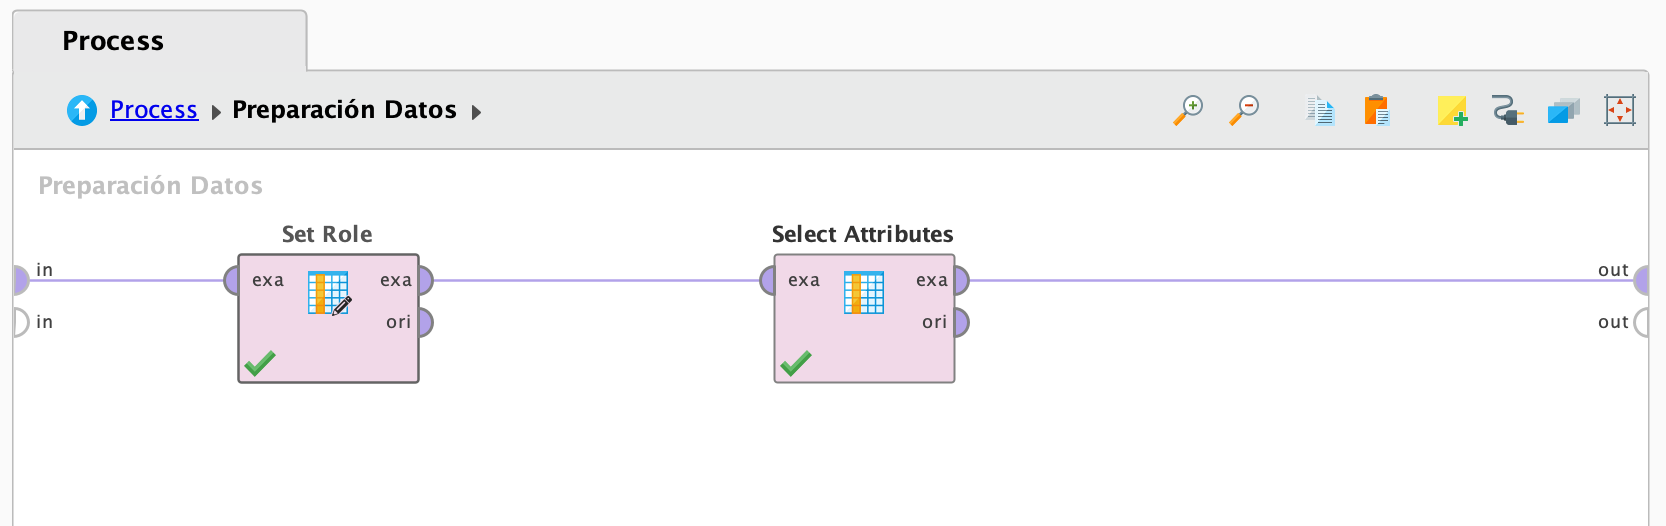 Process
Process Preparación Datos
Preparación Datos
Set Role
Select Attributes
in
exa
exa
exa
exa
out
in
ori
ori
out